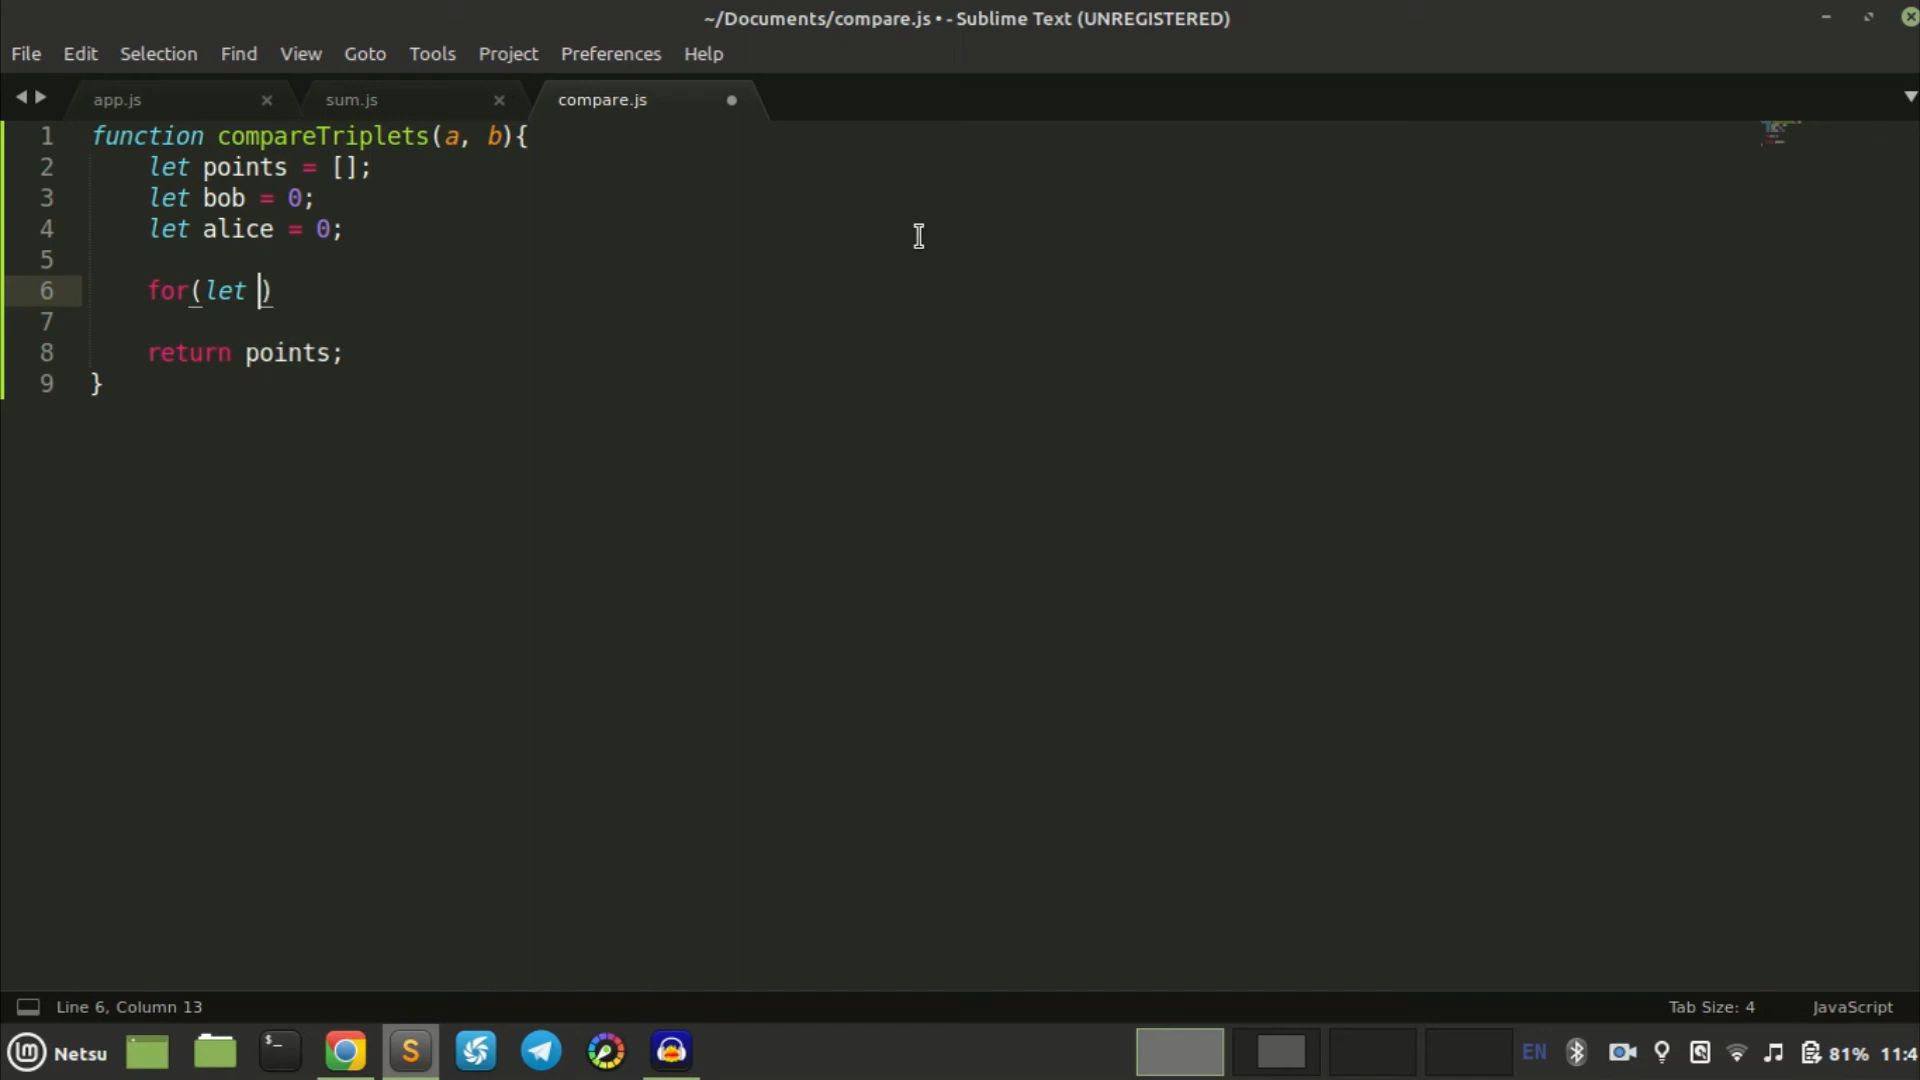 ~/Documents/compare.js • - Sublime Text (UNREGISTERED)
File Edit Selection Find View Goto Tools Project Preferences Help
app.js sum.js compare.js
1 function compareTriplets(a, b){
2 let points = [];
3 let bob = 0;
4 let alice = 0;
5
6 for(let )
7
8 return points;
9 }
Line 6, Column 13 Tab Size: 4 JavaScript
Netsu $_ S EN 81% 11:4